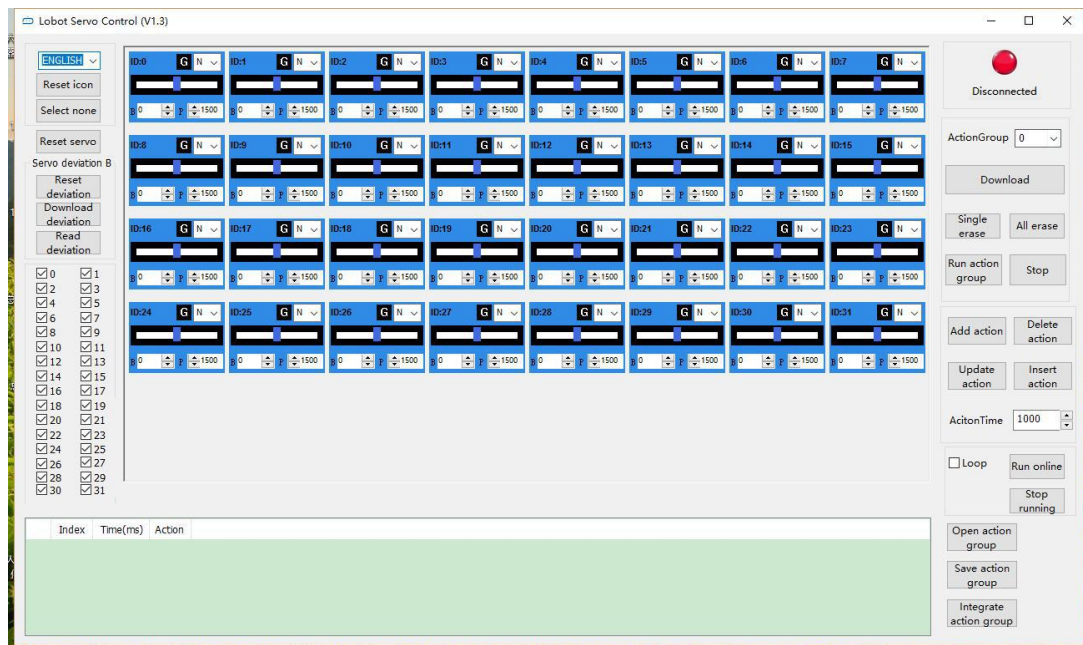 Lobot Servo Control (V1.3)
ENGLISH
Reset icon
Select none
Reset servo
Servo deviation B
Reset
deviation
Download
deviation
Read
deviation
0 1
2 3
4 5
6 7
8 9
10 11
12 13
14 15
16 17
18 19
20 21
22 23
24 25
26 27
28 29
30 31
ID:0 G N ID:1 G N ID:2 G N ID:3 G N ID:4 G N ID:5 G N ID:6 G N ID:7 G N
B 0 P 1500 B 0 P 1500 B 0 P 1500 B 0 P 1500 B 0 P 1500 B 0 P 1500 B 0 P 1500 B 0 P 1500
ID:8 G N ID:9 G N ID:10 G N ID:11 G N ID:12 G N ID:13 G N ID:14 G N ID:15 G N
B 0 P 1500 B 0 P 1500 B 0 P 1500 B 0 P 1500 B 0 P 1500 B 0 P 1500 B 0 P 1500 B 0 P 1500
ID:16 G N ID:17 G N ID:18 G N ID:19 G N ID:20 G N ID:21 G N ID:22 G N ID:23 G N
B 0 P 1500 B 0 P 1500 B 0 P 1500 B 0 P 1500 B 0 P 1500 B 0 P 1500 B 0 P 1500 B 0 P 1500
ID:24 G N ID:25 G N ID:26 G N ID:27 G N ID:28 G N ID:29 G N ID:30 G N ID:31 G N
B 0 P 1500 B 0 P 1500 B 0 P 1500 B 0 P 1500 B 0 P 1500 B 0 P 1500 B 0 P 1500 B 0 P 1500
Disconnected
ActionGroup 0
Download
Single
erase
All erase
Run action
group
Stop
Add action
Delete
action
Update
action
Insert
action
AcitonTime 1000
Loop
Run online
Stop
running
Open action
group
Save action
group
Integrate
action group
Index Time(ms) Action